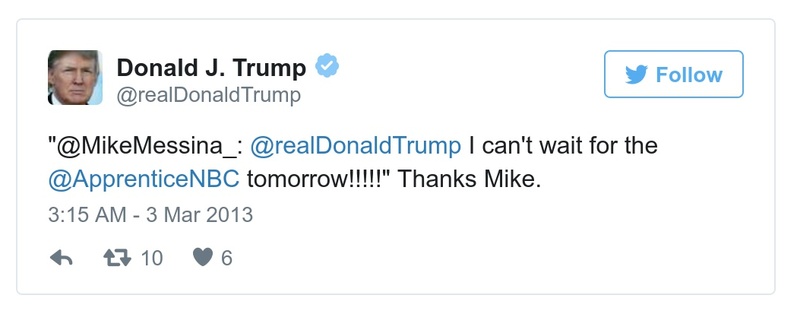 Donald J. Trump
@realDonaldTrump
Follow
"@MikeMessina_: @realDonaldTrump I can't wait for the
@ApprenticeNBC tomorrow!!!!!" Thanks Mike.
3:15 AM - 3 Mar 2013
10 6